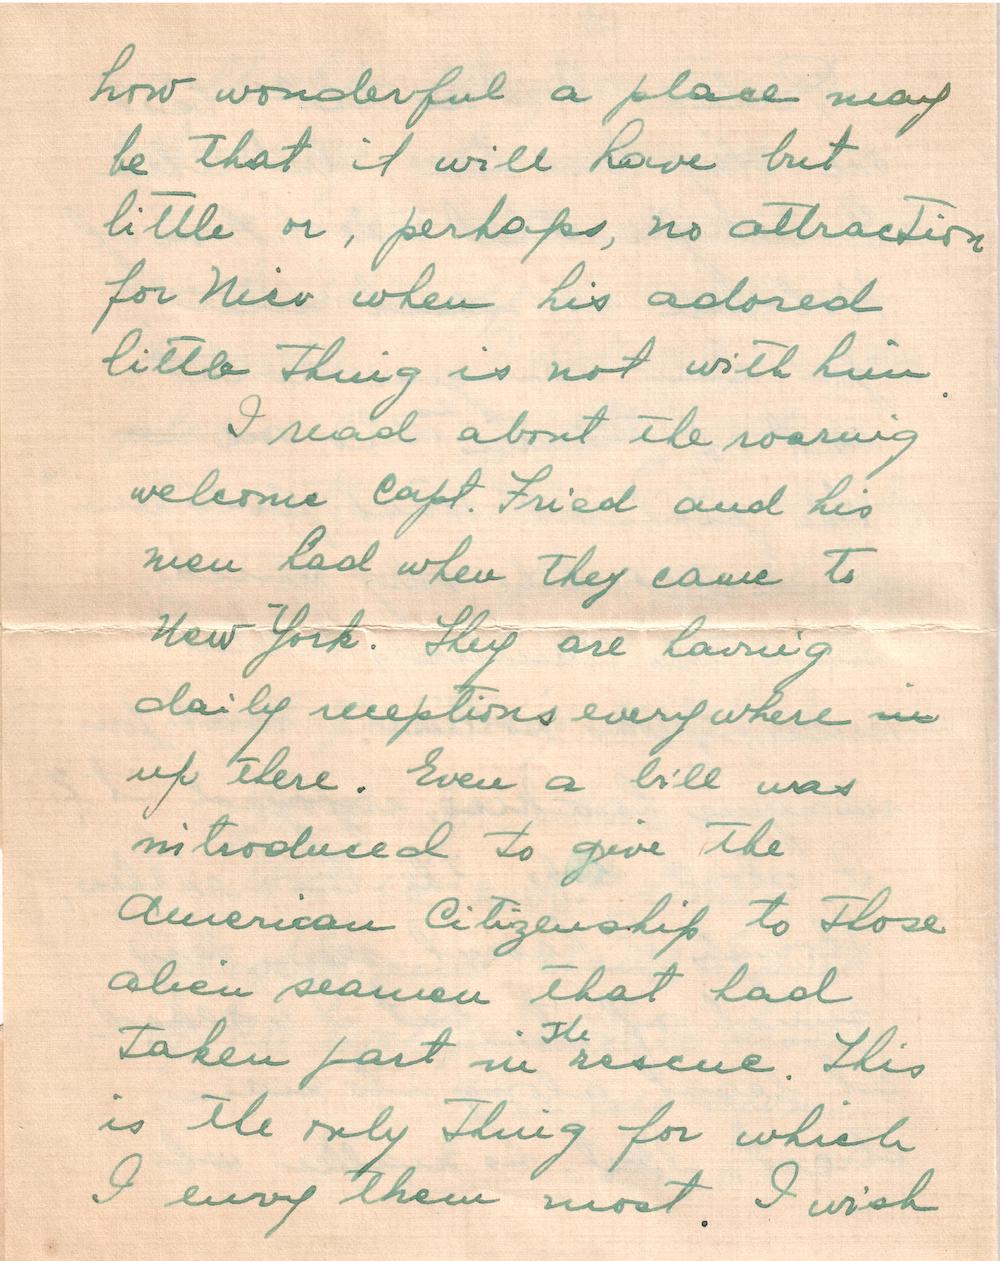 how wonderful a place may
be that it will have but
little or, perhaps, no attraction
for Nico when his adored
little Thing is not with him.
I read about the roaring
welcome Capt. Fried and his
men had when they came to
New York. They are having
daily receptions everywhere in
up there. Even a bill was
introduced to give the
American Citizenship to those
alien seamen that had
taken part in the rescue. This
is the only thing for which
I envy them most. I wish